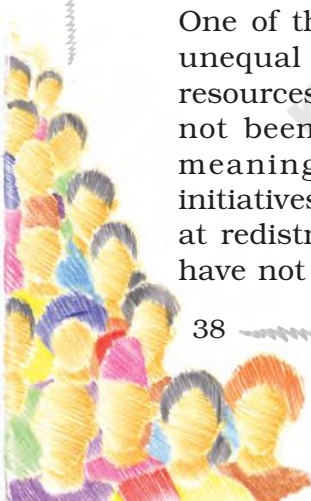 One of th
unequal
resources
not been
meaning
initiatives
at redistr
have not
38